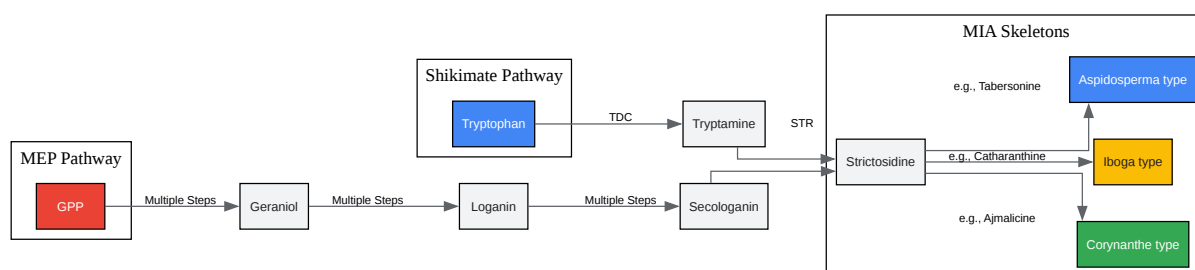 MIA Skeletons
Aspidosperma type
e.g., Tabersonine
Shikimate Pathway
Tryptophan
TDC
Tryptamine
STR
Strictosidine
e.g., Catharanthine
Iboga type
MEP Pathway
GPP
Multiple Steps
Geraniol
Multiple Steps
Loganin
Multiple Steps
Secologanin
e.g., Ajmalicine
Corynanthe type